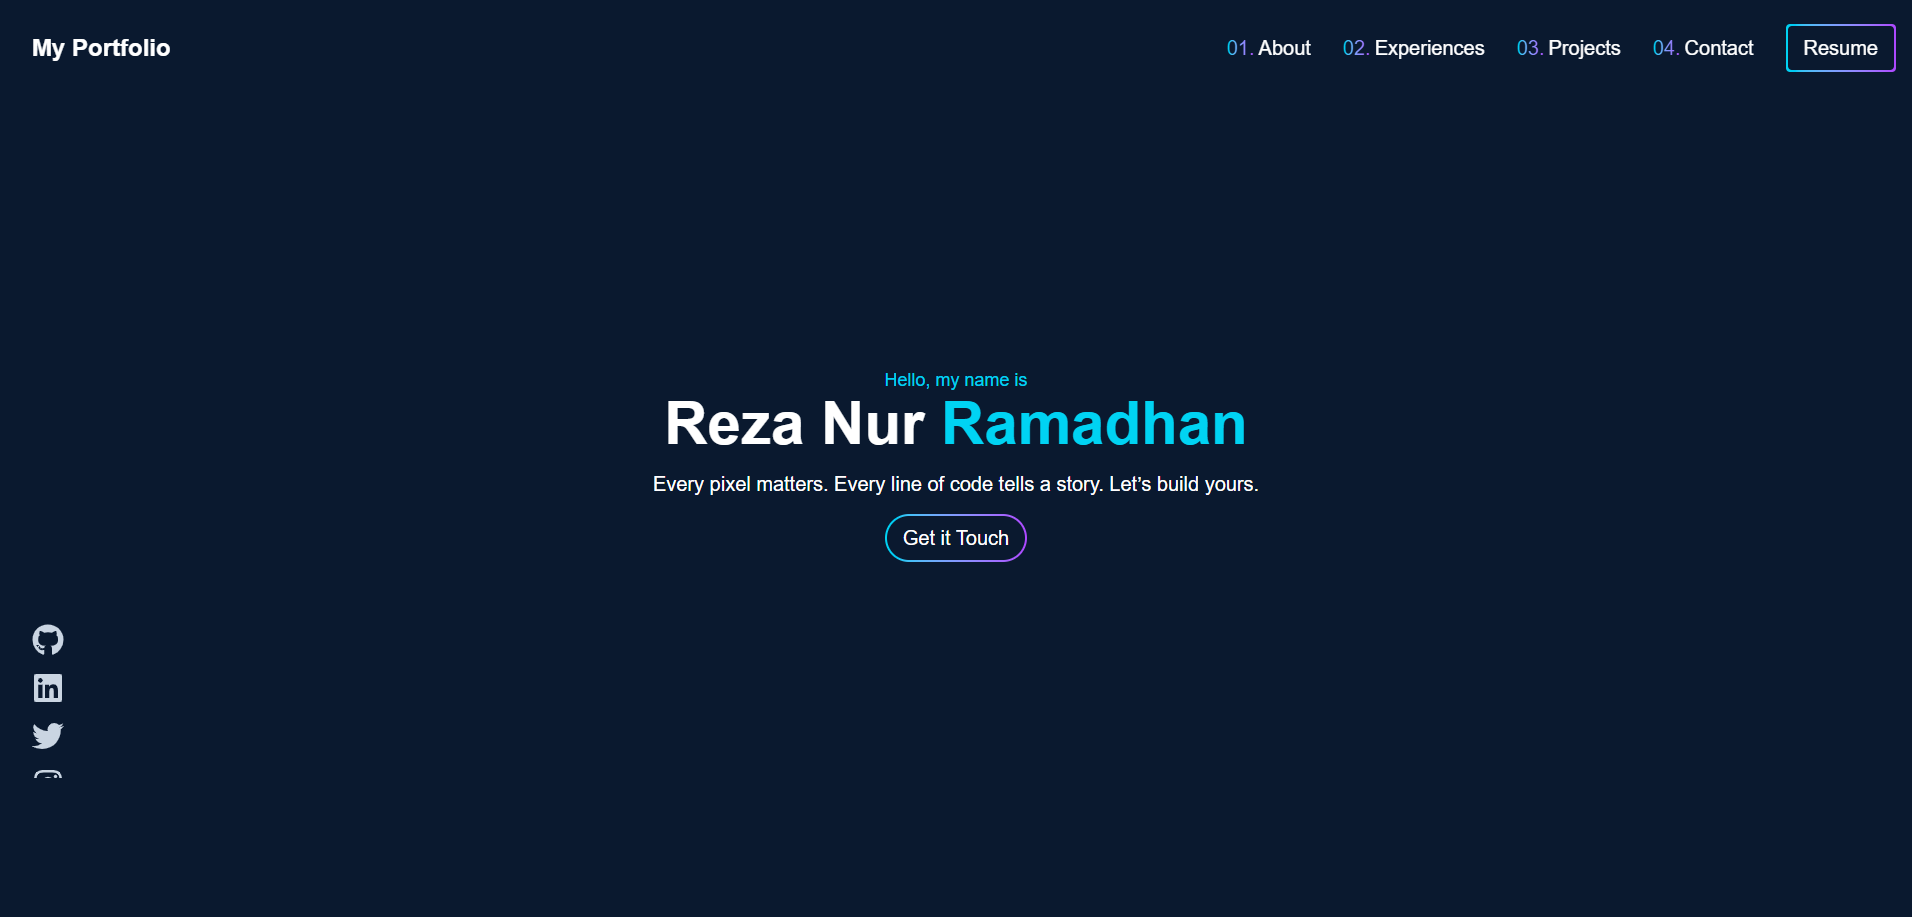 My Portfolio
01. About 02. Experiences 03. Projects 04. Contact Resume
Hello, my name is
Reza Nur Ramadhan
Every pixel matters. Every line of code tells a story. Let’s build yours.
Get it Touch
in